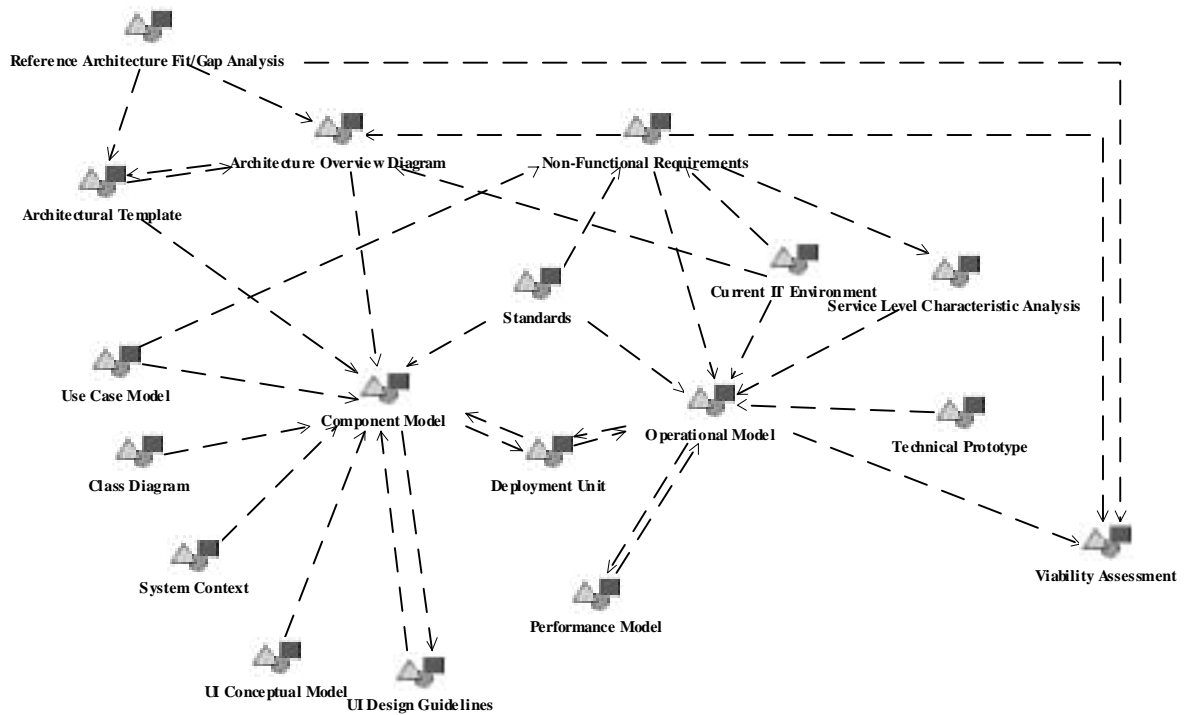 Reference Architecture Fit/Gap Analysis
Architecture Overview Diagram
Non-Functional Requirements
Architectural Template
Current IT Environment
Service Level Characteristic Analysis
Standards
Use Case Model
Component Model
Operational Model
Technical Prototype
Class Diagram
Deployment Unit
System Context
Viability Assessment
Performance Model
UI Conceptual Model
UI Design Guidelines